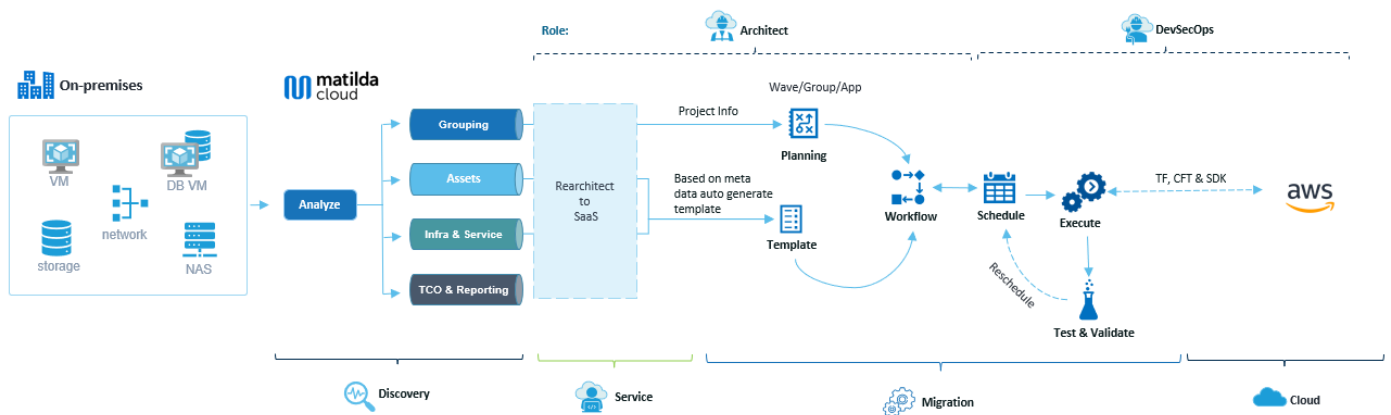 Role:
Architect
DevSecOps
On-premises
matilda
cloud
Wave/Group/App
Grouping
Project Info
Planning
VM
DB VM
Assets
Based on meta
data auto generate
template
Rearchitect
to
SaaS
TF, CFT & SDK
aws
Analyze
network
Infra & Service
Template
Workflow
Schedule
Execute
storage
NAS
TCO & Reporting
Reschedule
Test & Validate
Discovery
Service
Migration
Cloud